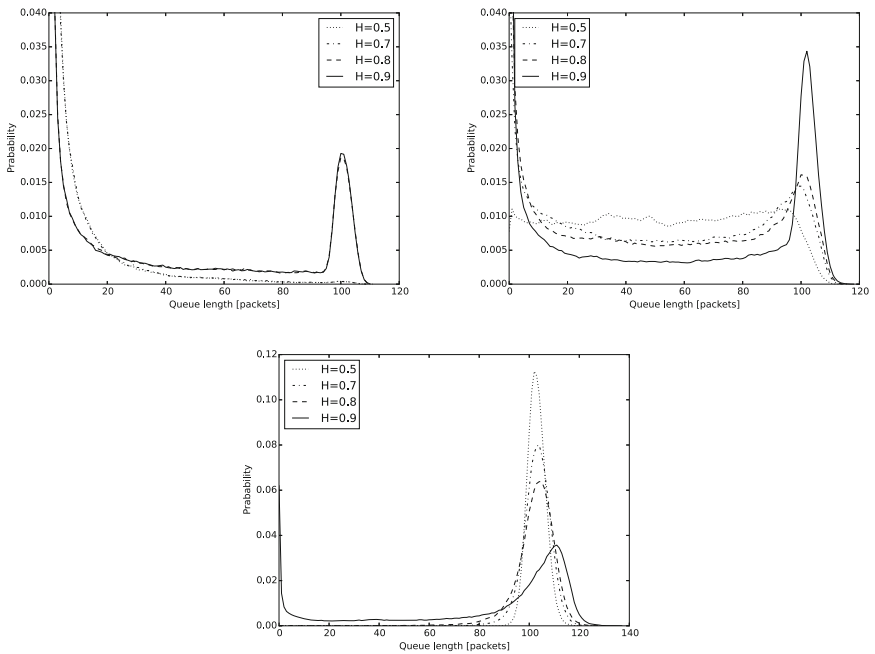 0.040
0.035
0.030
0.025
0.020
0.015
0.010
0.005
0.000
Prabability
H=0.5
H=0.7
H=0.8
H=0.9
0 20 40 60 80 100 120
Queue length [packets]
0.040
0.035
0.030
0.025
0.020
0.015
0.010
0.005
0.000
Prabability
H=0.5
H=0.7
H=0.8
H=0.9
0 20 40 60 80 100 120
Queue length [packets]
0.12
0.10
0.08
0.06
0.04
0.02
0.00
Prabability
H=0.5
H=0.7
H=0.8
H=0.9
0 20 40 60 80 100 120 140
Queue length [packets]